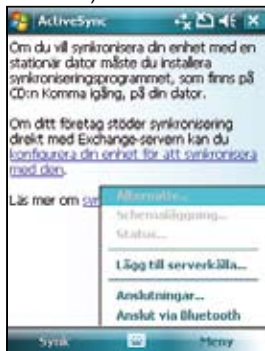 ActiveSync
Om du vill synkronisera din enhet med en
stationär dator måste du installera
synkroniseringsprogrammet, som finns på
CD:n Komma igång, på din dator.
Om ditt företag stöder synkronisering
direkt med Exchange-servern kan du
konfigurera din enhet för att synkronisera
med den.
Läs mer om
Alternativ...
Schemaläggning...
Status...
Lägg till serverkälla...
Anslutningar...
Anslut via Bluetooth
Synk
Meny